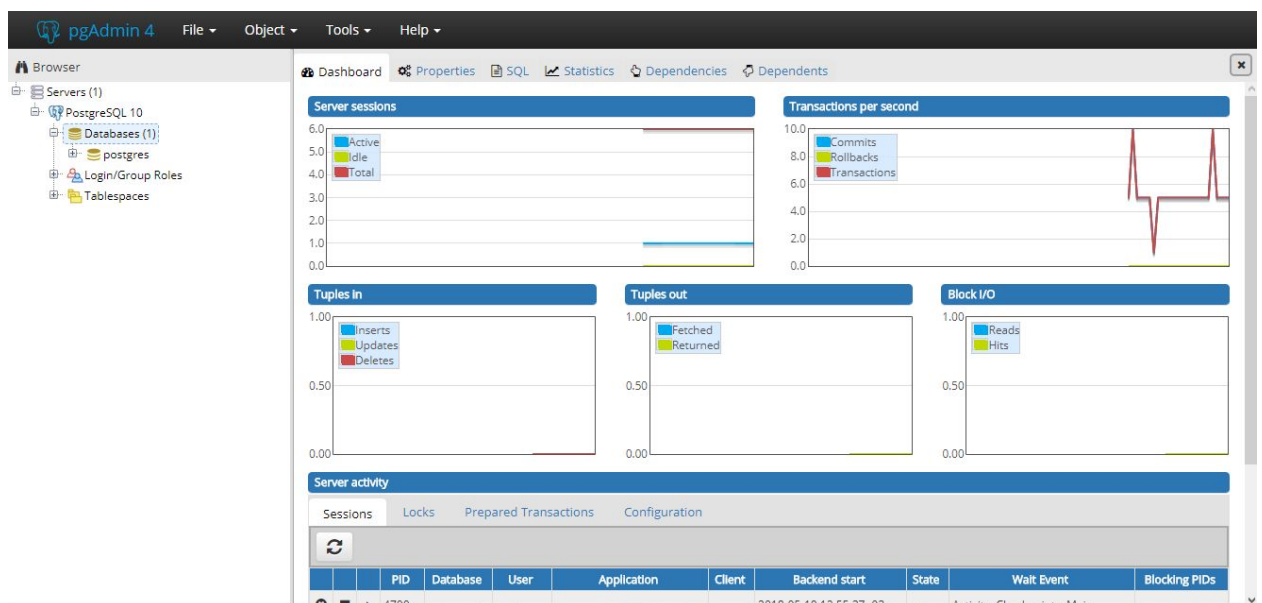 pgAdmin 4 File Object Tools Help
Browser
Dashboard Properties SQL Statistics Dependencies Dependents
Servers (1)
PostgreSQL 10
Databases (1)
postgres
Login/Group Roles
Tablespaces
Server sessions
6.0
5.0
4.0
3.0
2.0
1.0
0.0
Active
Idle
Total
Transactions per second
10.0
8.0
6.0
4.0
2.0
0.0
Commits
Rollbacks
Transactions
Tuples in
1.00
0.50
0.00
Inserts
Updates
Deletes
Tuples out
1.00
0.50
0.00
Fetched
Returned
Block I/O
1.00
0.50
0.00
Reads
Hits
Server activity
Sessions Locks Prepared Transactions Configuration
PID Database User Application Client Backend start State Wait Event Blocking PIDs